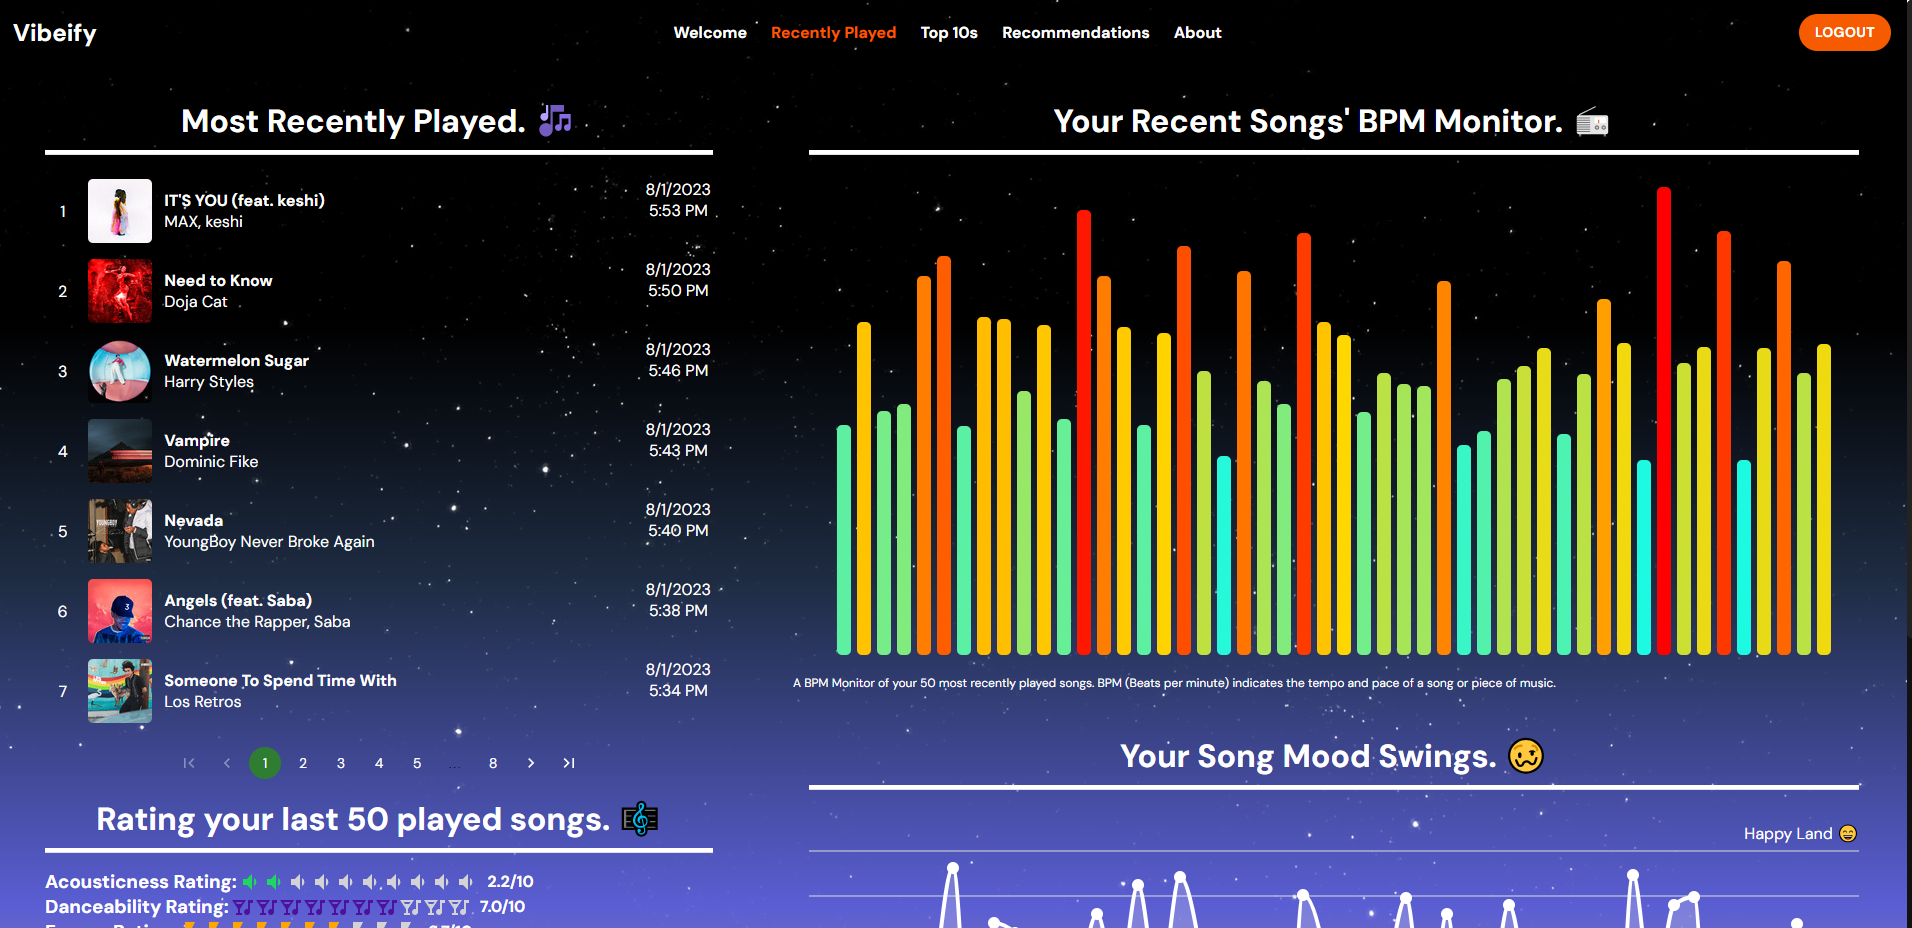 Vibeify
Welcome
Recently Played
Top 10s
Recommendations
About
LOGOUT
Most Recently Played.
1
IT'S YOU (feat. keshi)
MAX, keshi
8/1/2023
5:53 PM
2
Need to Know
Doja Cat
8/1/2023
5:50 PM
3
Watermelon Sugar
Harry Styles
8/1/2023
5:46 PM
4
Vampire
Dominic Fike
8/1/2023
5:43 PM
5
Nevada
YoungBoy Never Broke Again
8/1/2023
5:40 PM
6
Angels (feat. Saba)
Chance the Rapper, Saba
8/1/2023
5:38 PM
7
Someone To Spend Time With
Los Retros
8/1/2023
5:34 PM
1 2 3 4 5 ... 8
Rating your last 50 played songs.
Acousticness Rating: 2.2/10
Danceability Rating: 7.0/10
Your Recent Songs' BPM Monitor.
A BPM Monitor of your 50 most recently played songs. BPM (Beats per minute) indicates the tempo and pace of a song or piece of music.
Your Song Mood Swings.
Happy Land